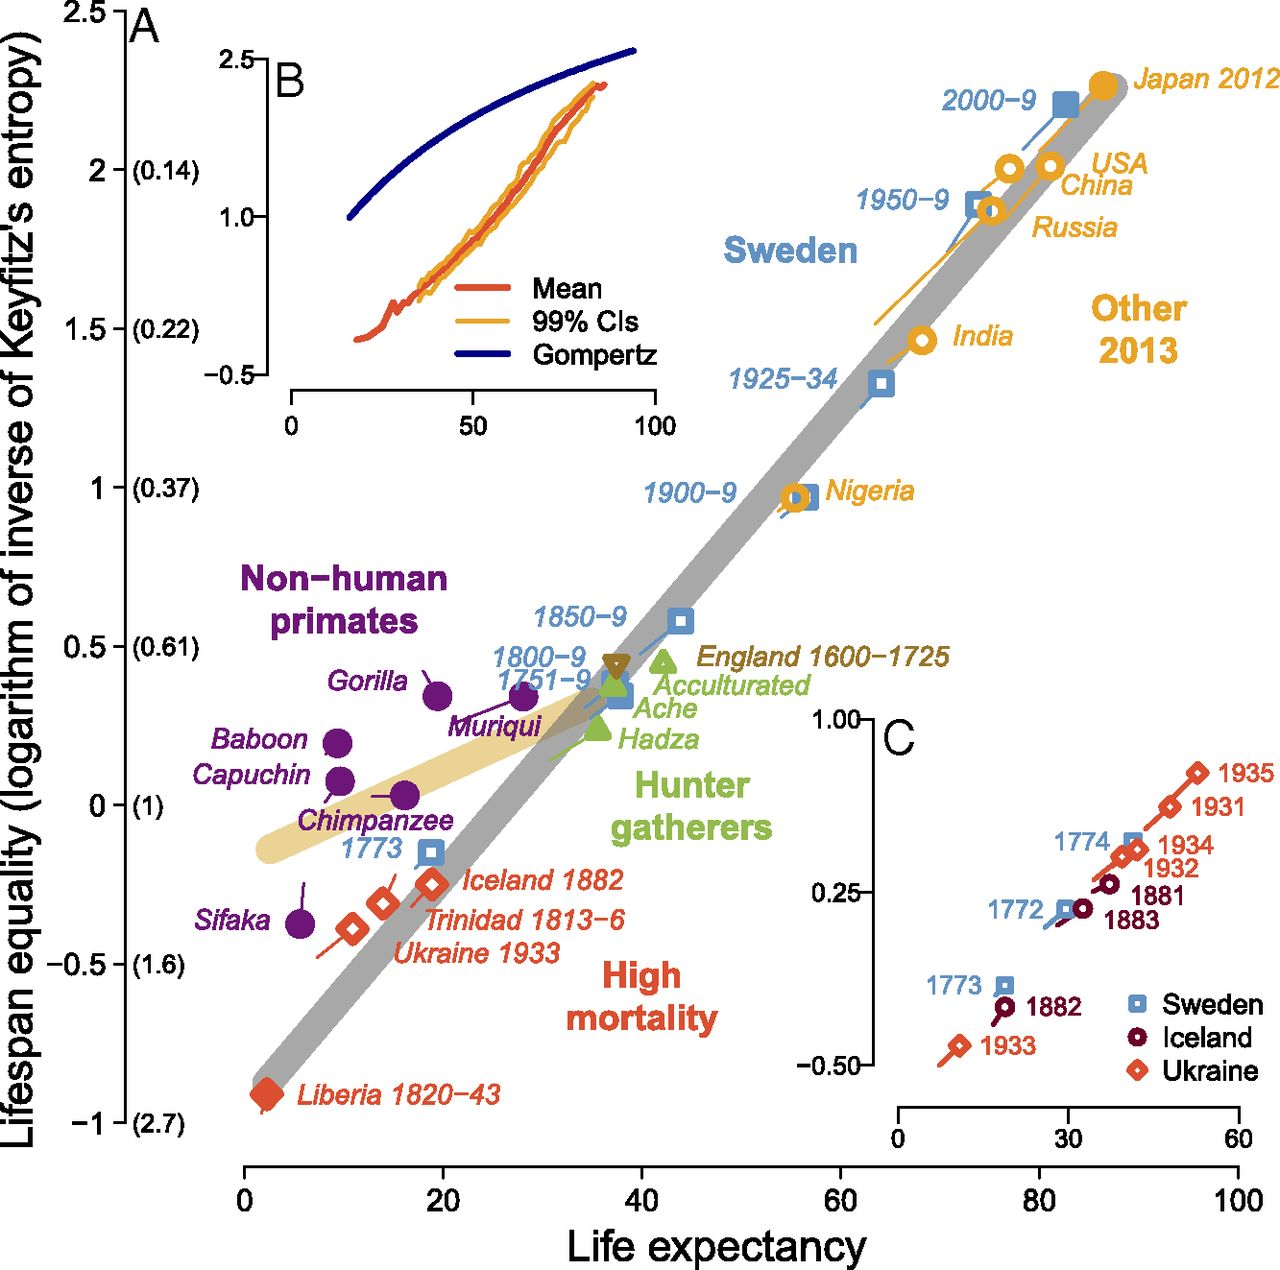 Lifespan equality (logarithm of inverse of Keyfitz's entropy)
2.5
A
2 (0.14)
1.5 (0.22)
1 (0.37)
0.5 (0.61)
0 (1)
−0.5 (1.6)
−1 (2.7)
B
2.5
1.0
−0.5
Mean
99% CIs
Gompertz
0 50 100
Japan 2012
2000−9
USA
China
1950−9
Russia
Sweden
Other
2013
India
1925−34
1900−9
Nigeria
Non−human
primates
1850−9
1800−9
England 1600−1725
1751−9
Gorilla
Acculturated
Ache
Muriqui
Baboon
Hadza
Capuchin
Hunter
gatherers
Chimpanzee
1773
Iceland 1882
Sifaka
Trinidad 1813−6
Ukraine 1933
High
mortality
Liberia 1820−43
C
1.00
0.25
−0.50
1935
1931
1774
1934
1932
1881
1772
1883
1773
1882
1933
Sweden
Iceland
Ukraine
0 30 60
0 20 40 60 80 100
Life expectancy